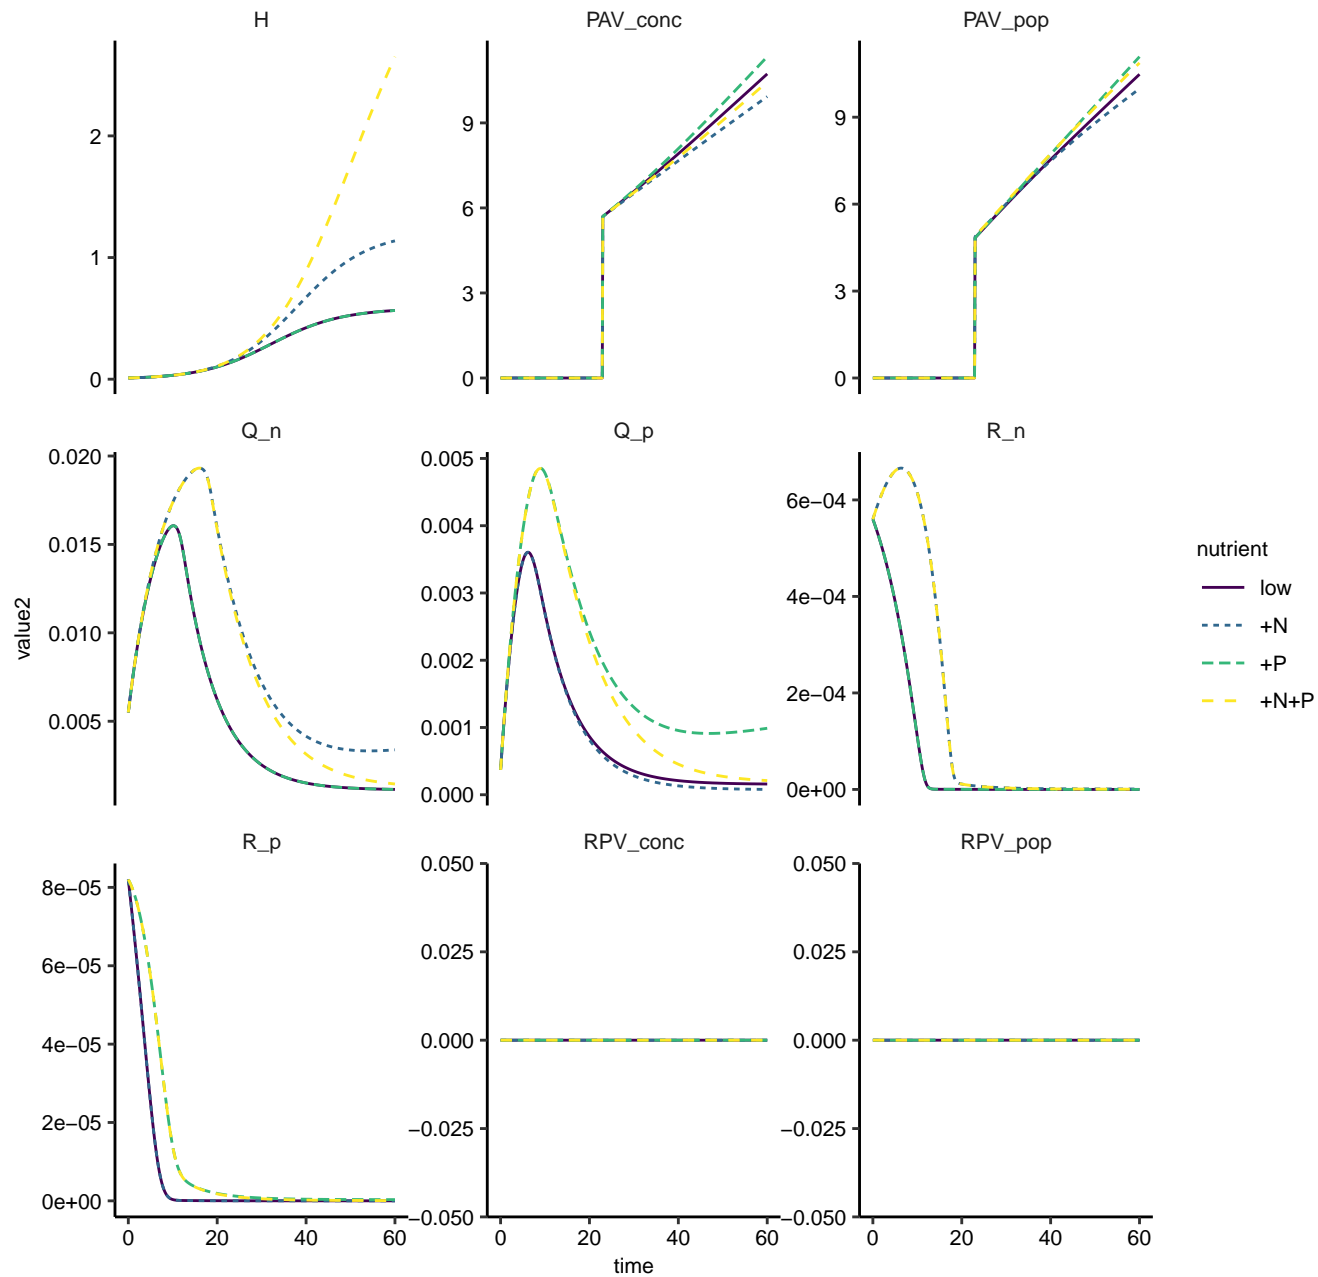 H
PAV_conc
PAV_pop
2
1
0
9
6
3
0
9
6
3
0
Q_n
Q_p
R_n
0.020
0.015
0.010
0.005
0.005
0.004
0.003
0.002
0.001
0.000
6e−04
4e−04
2e−04
0e+00
value2
nutrient
low
+N
+P
+N+P
R_p
RPV_conc
RPV_pop
8e−05
6e−05
4e−05
2e−05
0e+00
0.050
0.025
0.000
−0.025
−0.050
0.050
0.025
0.000
−0.025
−0.050
0 20 40 60
0 20 40 60
0 20 40 60
time